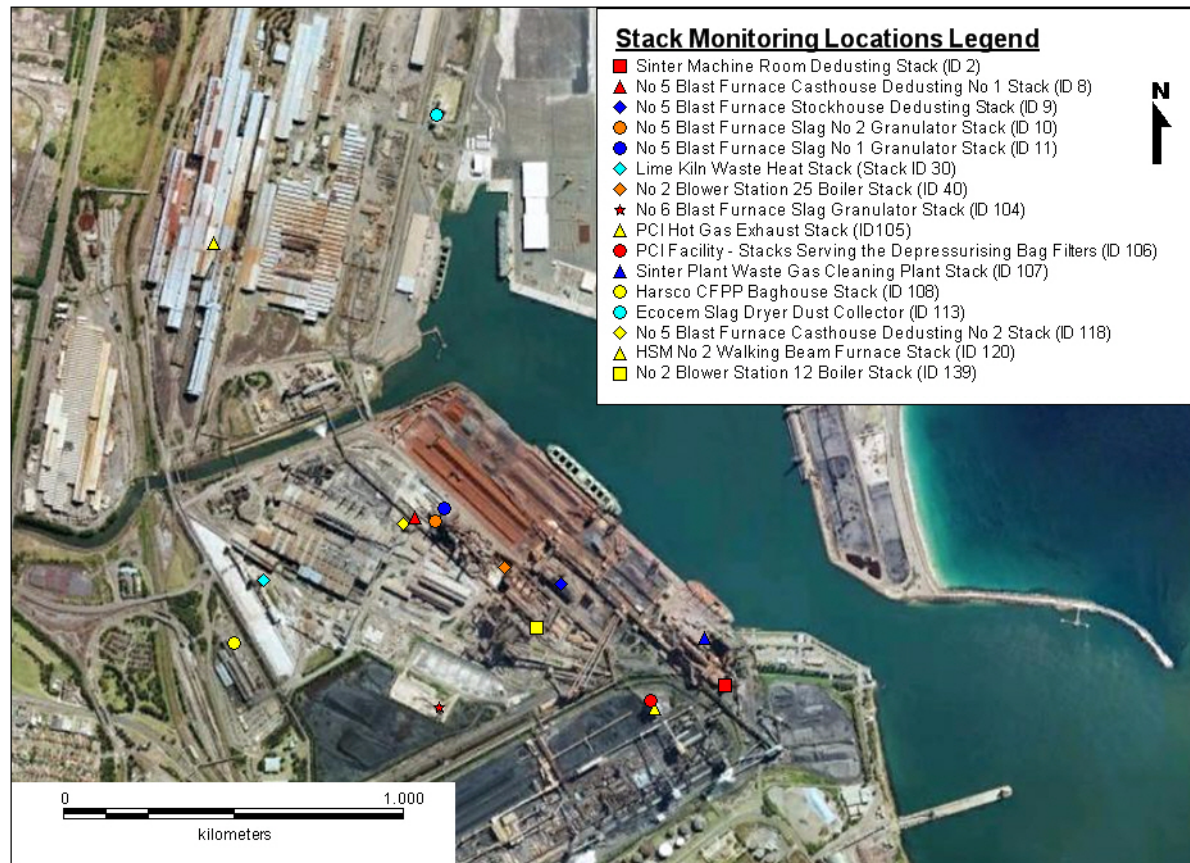 Stack Monitoring Locations Legend
Sinter Machine Room Dedusting Stack (ID 2)
No 5 Blast Furnace Casthouse Dedusting No 1 Stack (ID 8)
No 5 Blast Furnace Stockhouse Dedusting Stack (ID 9)
No 5 Blast Furnace Slag No 2 Granulator Stack (ID 10)
No 5 Blast Furnace Slag No 1 Granulator Stack (ID 11)
Lime Kiln Waste Heat Stack (Stack ID 30)
No 2 Blower Station 25 Boiler Stack (ID 40)
No 6 Blast Furnace Slag Granulator Stack (ID 104)
PCI Hot Gas Exhaust Stack (ID105)
PCI Facility - Stacks Serving the Depressurising Bag Filters (ID 106)
Sinter Plant Waste Gas Cleaning Plant Stack (ID 107)
Harsco CFPP Baghouse Stack (ID 108)
Ecocem Slag Dryer Dust Collector (ID 113)
No 5 Blast Furnace Casthouse Dedusting No 2 Stack (ID 118)
HSM No 2 Walking Beam Furnace Stack (ID 120)
No 2 Blower Station 12 Boiler Stack (ID 139)
N
0 1.000
kilometers